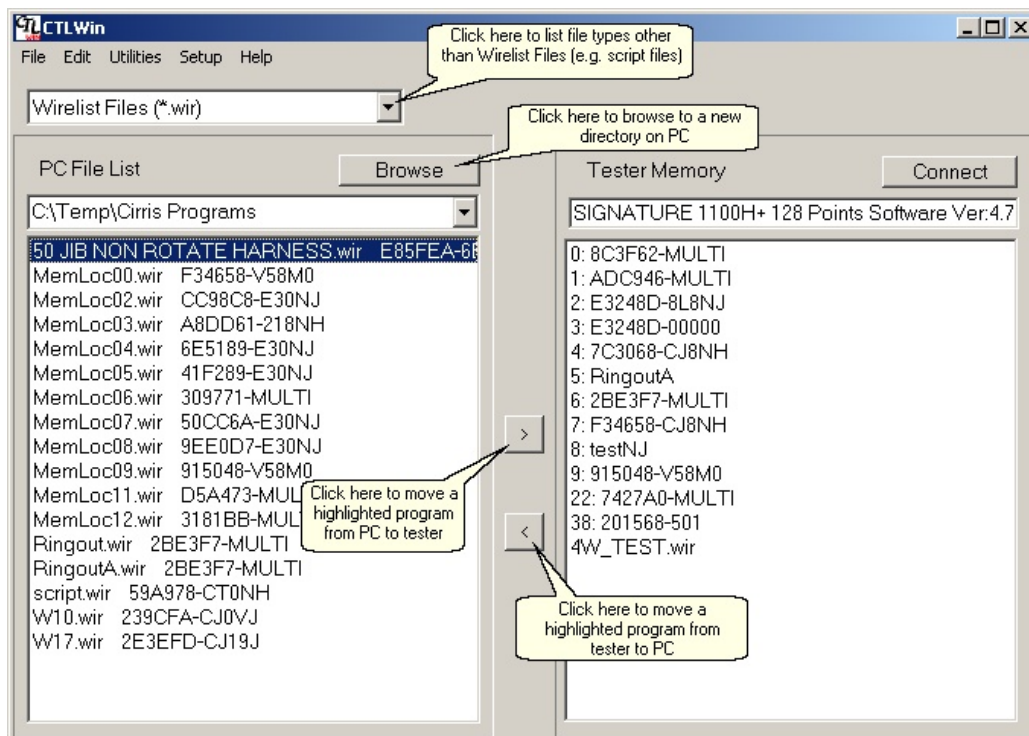 CTLWin
File Edit Utilities Setup Help
Click here to list file types other
than Wirelist Files (e.g. script files)
Wirelist Files (*.wir)
Click here to browse to a new
directory on PC
PC File List
Browse
C:\Temp\Cirris Programs
50 JIB NON ROTATE HARNESS.wir
MemLoc00.wir F34658-V58M0
MemLoc02.wir CC98C8-E30NJ
MemLoc03.wir A8DD61-218NH
MemLoc04.wir 6E5189-E30NJ
MemLoc05.wir 41F289-E30NJ
MemLoc06.wir 309771-MULTI
MemLoc07.wir 50CC6A-E30NJ
MemLoc08.wir 9EE0D7-E30NJ
MemLoc09.wir 915048-V58M0
MemLoc11.wir D5A473-MUL
MemLoc12.wir 3181BB-MUL
Ringout.wir 2BE3F7-MULTI
RingoutA.wir 2BE3F7-MULTI
script.wir 59A978-CT0NH
W10.wir 239CFA-CJ0VJ
W17.wir 2E3EFD-CJ19J
>
Click here to move a
highlighted program
from PC to tester
<
Click here to move a
highlighted program from
tester to PC
Tester Memory
Connect
SIGNATURE 1100H+ 128 Points Software Ver:4.7
0: 8C3F62-MULTI
1: ADC946-MULTI
2: E3248D-8L8NJ
3: E3248D-00000
4: 7C3068-CJ8NH
5: RingoutA
6: 2BE3F7-MULTI
7: F34658-CJ8NH
8: testNJ
9: 915048-V58M0
22: 7427A0-MULTI
38: 201568-501
4W_TEST.wir